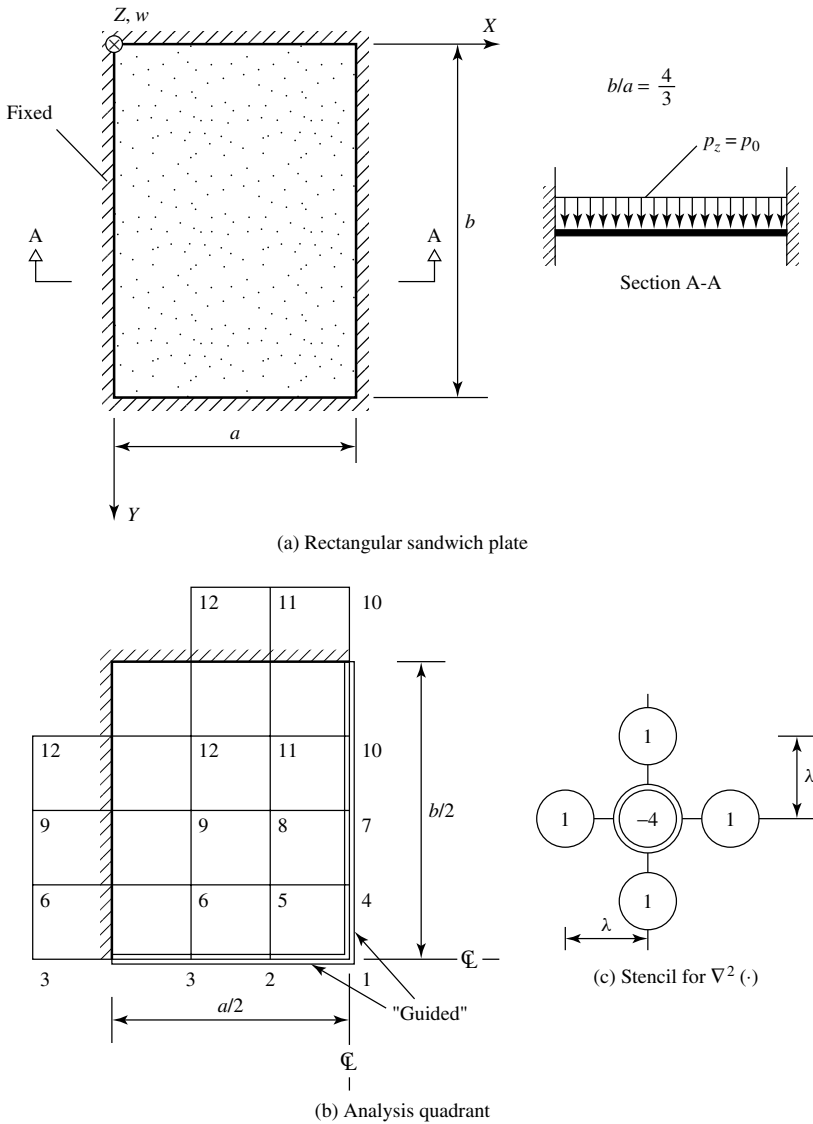 Z, w
X
b/a = 4/3
Fixed
p_z = p_0
A
A
b
Section A-A
a
Y
(a) Rectangular sandwich plate
12
11
10
12
12
11
10
9
9
8
7
b/2
6
6
5
4
3
3
2
1
℄
"Guided"
a/2
℄
(b) Analysis quadrant
1
1
−4
1
1
λ
λ
(c) Stencil for ∇² (·)